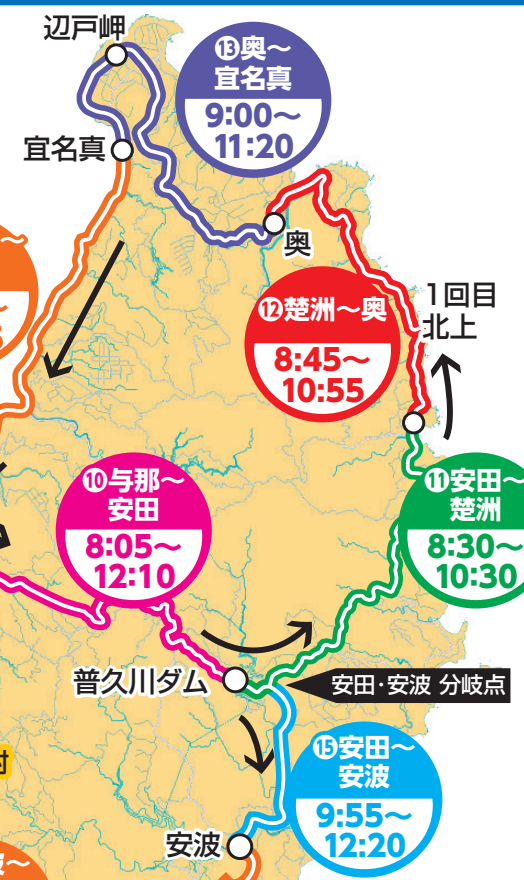 辺戸岬
⑬奥～
宜名真
9:00～
11:20
宜名真
奥
⑫楚洲～奥
8:45～
10:55
1回目
北上
⑩与那～
安田
8:05～
12:10
⑪安田～
楚洲
8:30～
10:30
普久川ダム
安田・安波 分岐点
⑮安田～
安波
9:55～
12:20
安波